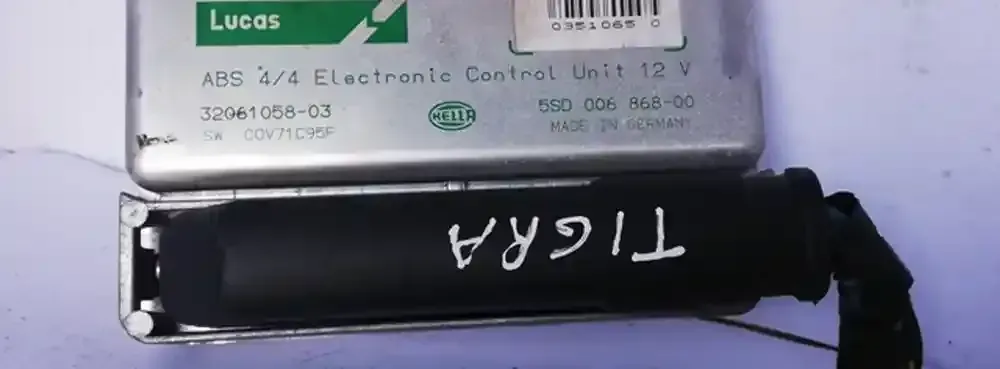 Lucas
0351065 0
ABS 4/4 Electronic Control Unit 12 V
32061058-03
HELLA
5SD 006 868-00
SW COV71C95F
MADE IN GERMANY
TIGRA